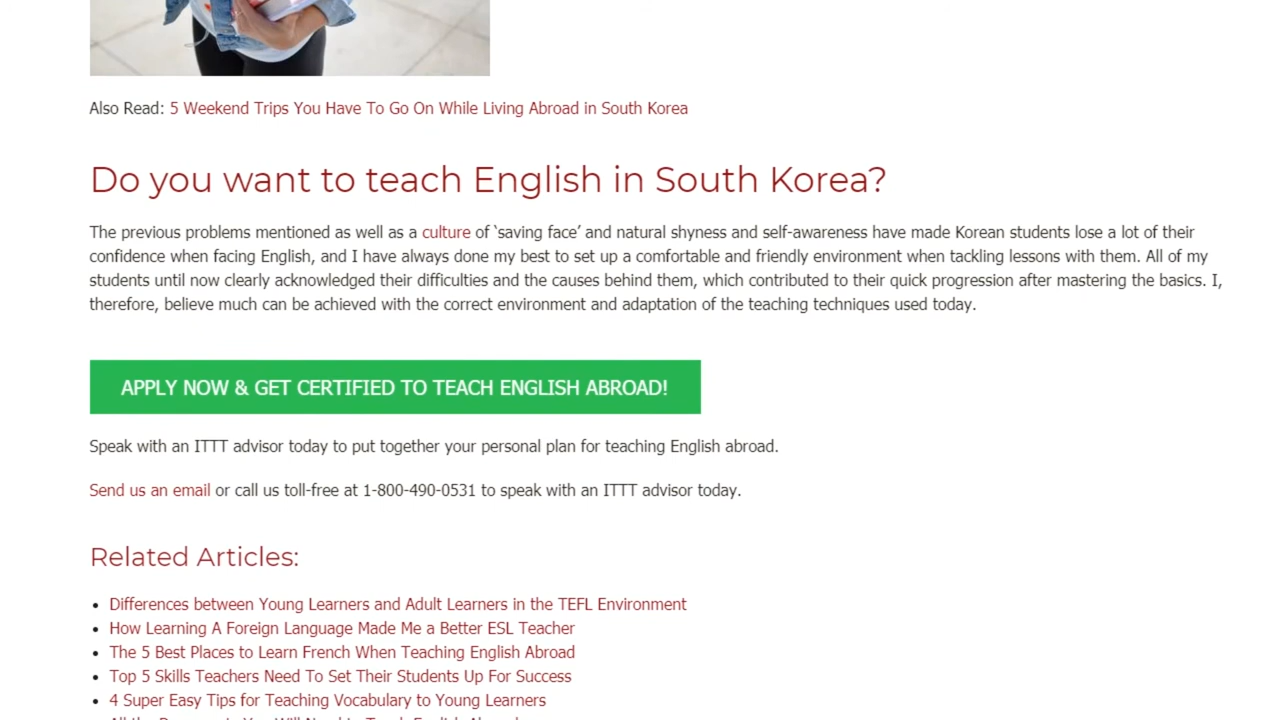 Also Read: 5 Weekend Trips You Have To Go On While Living Abroad in South Korea
Do you want to teach English in South Korea?
The previous problems mentioned as well as a culture of ‘saving face’ and natural shyness and self-awareness have made Korean students lose a lot of their
confidence when facing English, and I have always done my best to set up a comfortable and friendly environment when tackling lessons with them. All of my
students until now clearly acknowledged their difficulties and the causes behind them, which contributed to their quick progression after mastering the basics. I,
therefore, believe much can be achieved with the correct environment and adaptation of the teaching techniques used today.
APPLY NOW & GET CERTIFIED TO TEACH ENGLISH ABROAD!
Speak with an ITTT advisor today to put together your personal plan for teaching English abroad.
Send us an email or call us toll-free at 1-800-490-0531 to speak with an ITTT advisor today.
Related Articles:
• Differences between Young Learners and Adult Learners in the TEFL Environment
• How Learning A Foreign Language Made Me a Better ESL Teacher
• The 5 Best Places to Learn French When Teaching English Abroad
• Top 5 Skills Teachers Need To Set Their Students Up For Success
• 4 Super Easy Tips for Teaching Vocabulary to Young Learners